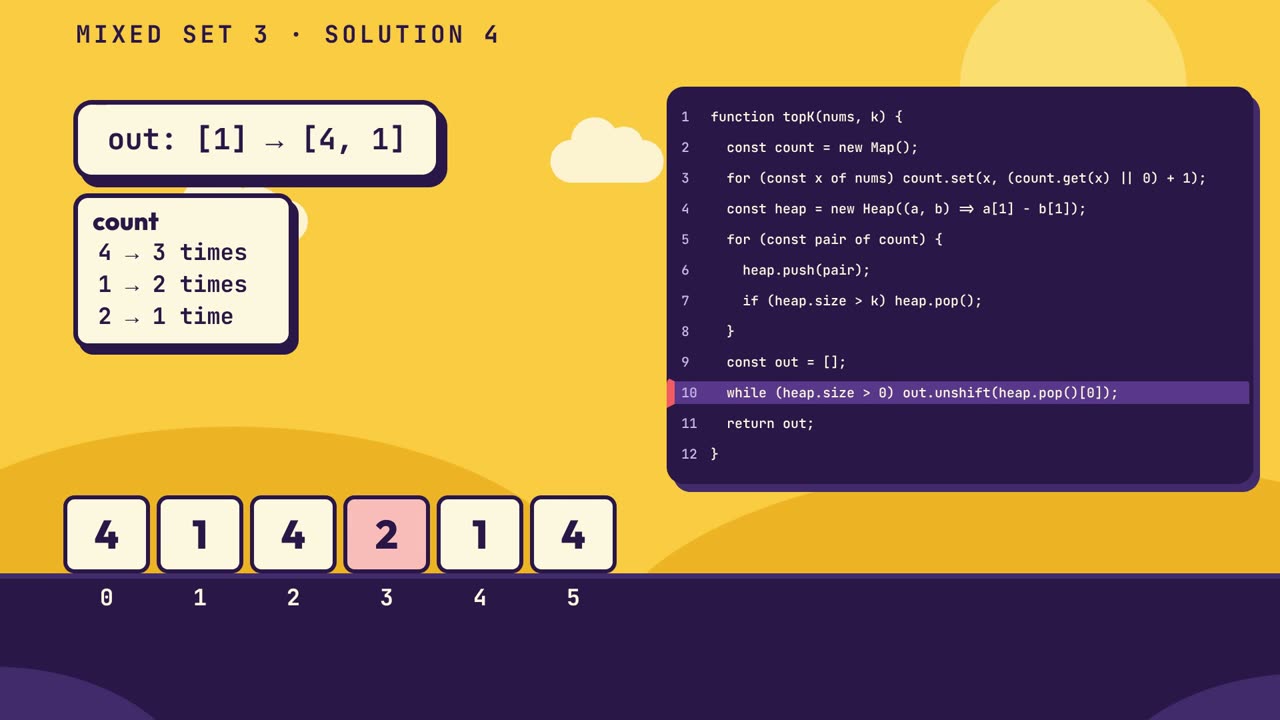 MIXED SET 3 · SOLUTION 4
out: [1] → [4, 1]
count
4 → 3 times
1 → 2 times
2 → 1 time
1 function topK(nums, k) {
2 const count = new Map();
3 for (const x of nums) count.set(x, (count.get(x) || 0) + 1);
4 const heap = new Heap((a, b) => a[1] - b[1]);
5 for (const pair of count) {
6 heap.push(pair);
7 if (heap.size > k) heap.pop();
8 }
9 const out = [];
10 while (heap.size > 0) out.unshift(heap.pop()[0]);
11 return out;
12 }
4 1 4 2 1 4
0 1 2 3 4 5